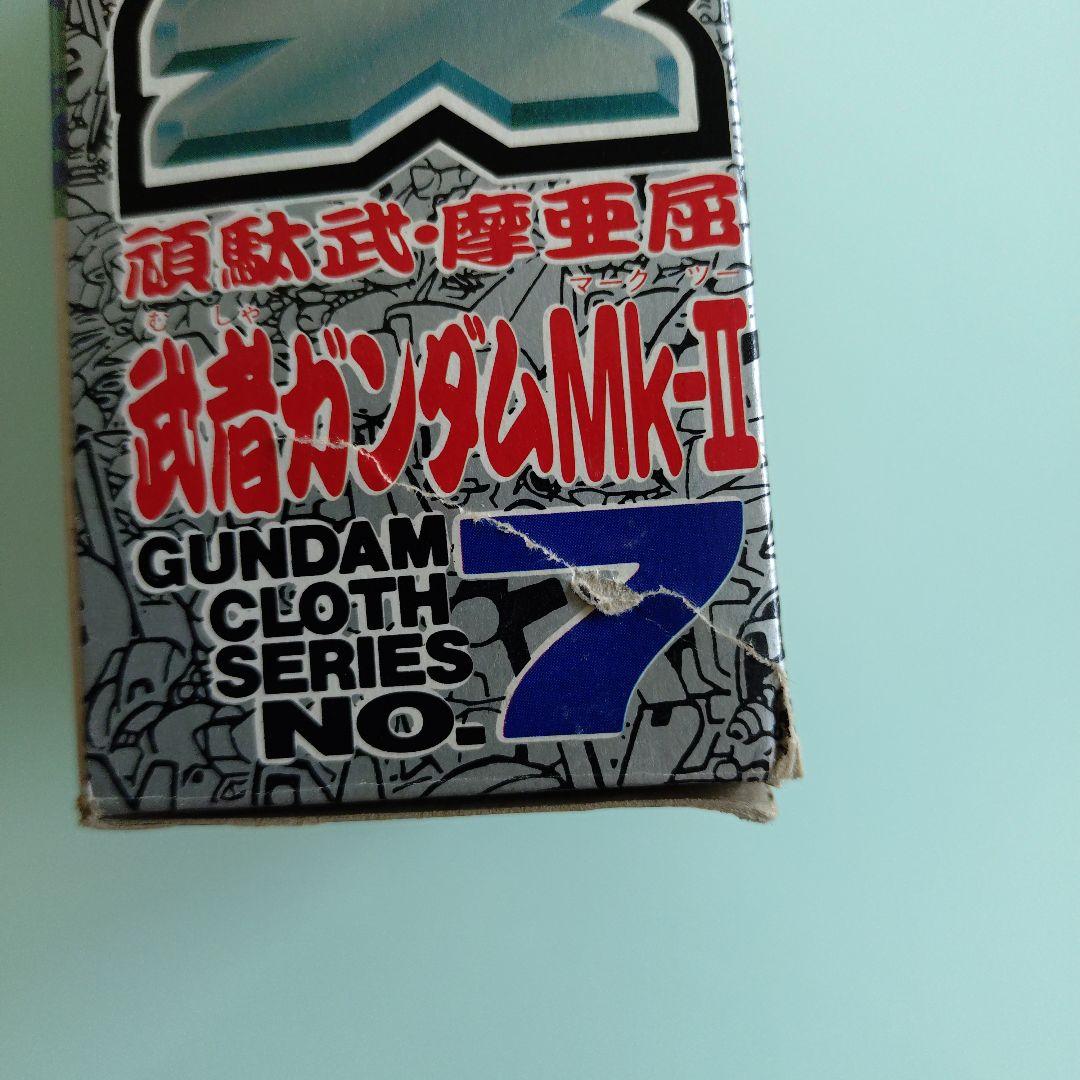 頑駄武・摩亜屈
むしゃ マークツー
武者ガンダムMk-II
GUNDAM
CLOTH
SERIES
NO.7